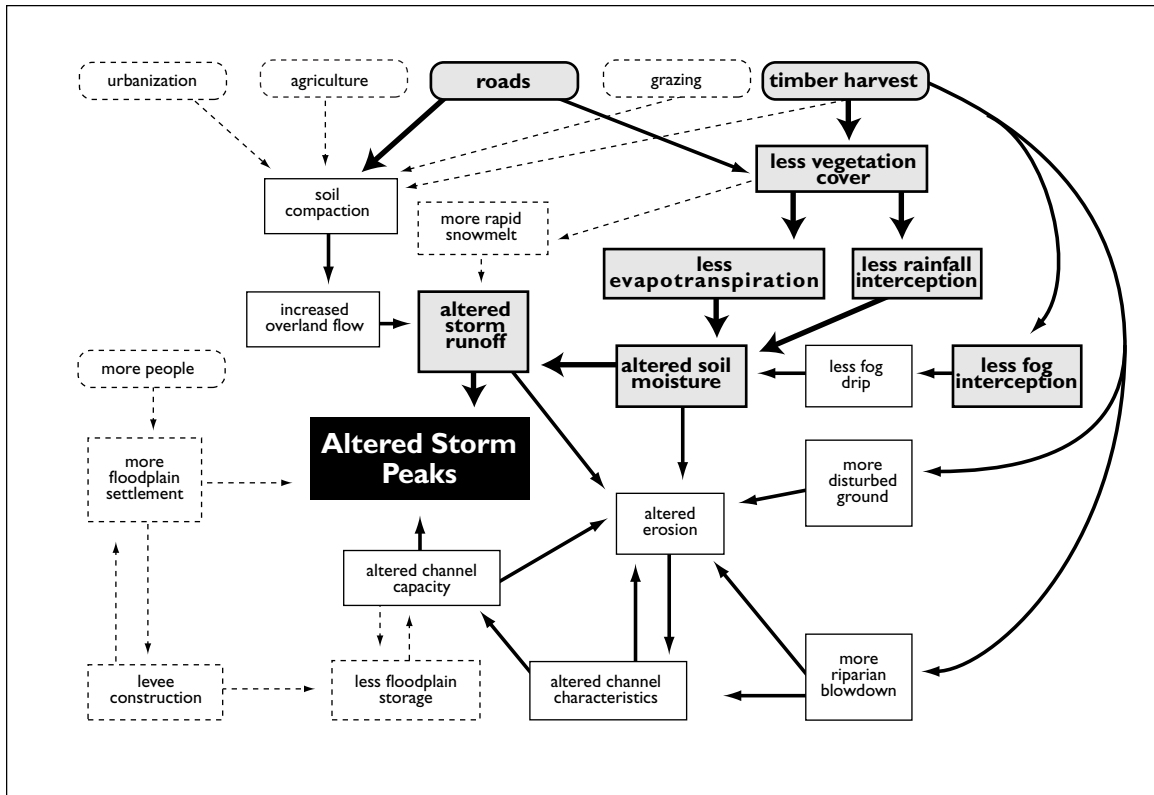 urbanization
agriculture
roads
grazing
timber harvest
less vegetation
cover
soil
compaction
more rapid
snowmelt
less
evapotranspiration
less rainfall
interception
increased
overland flow
altered
storm
runoff
more people
altered soil
moisture
less fog
drip
less fog
interception
Altered Storm
Peaks
more
floodplain
settlement
more
disturbed
ground
altered
erosion
altered channel
capacity
levee
construction
less floodplain
storage
altered channel
characteristics
more
riparian
blowdown